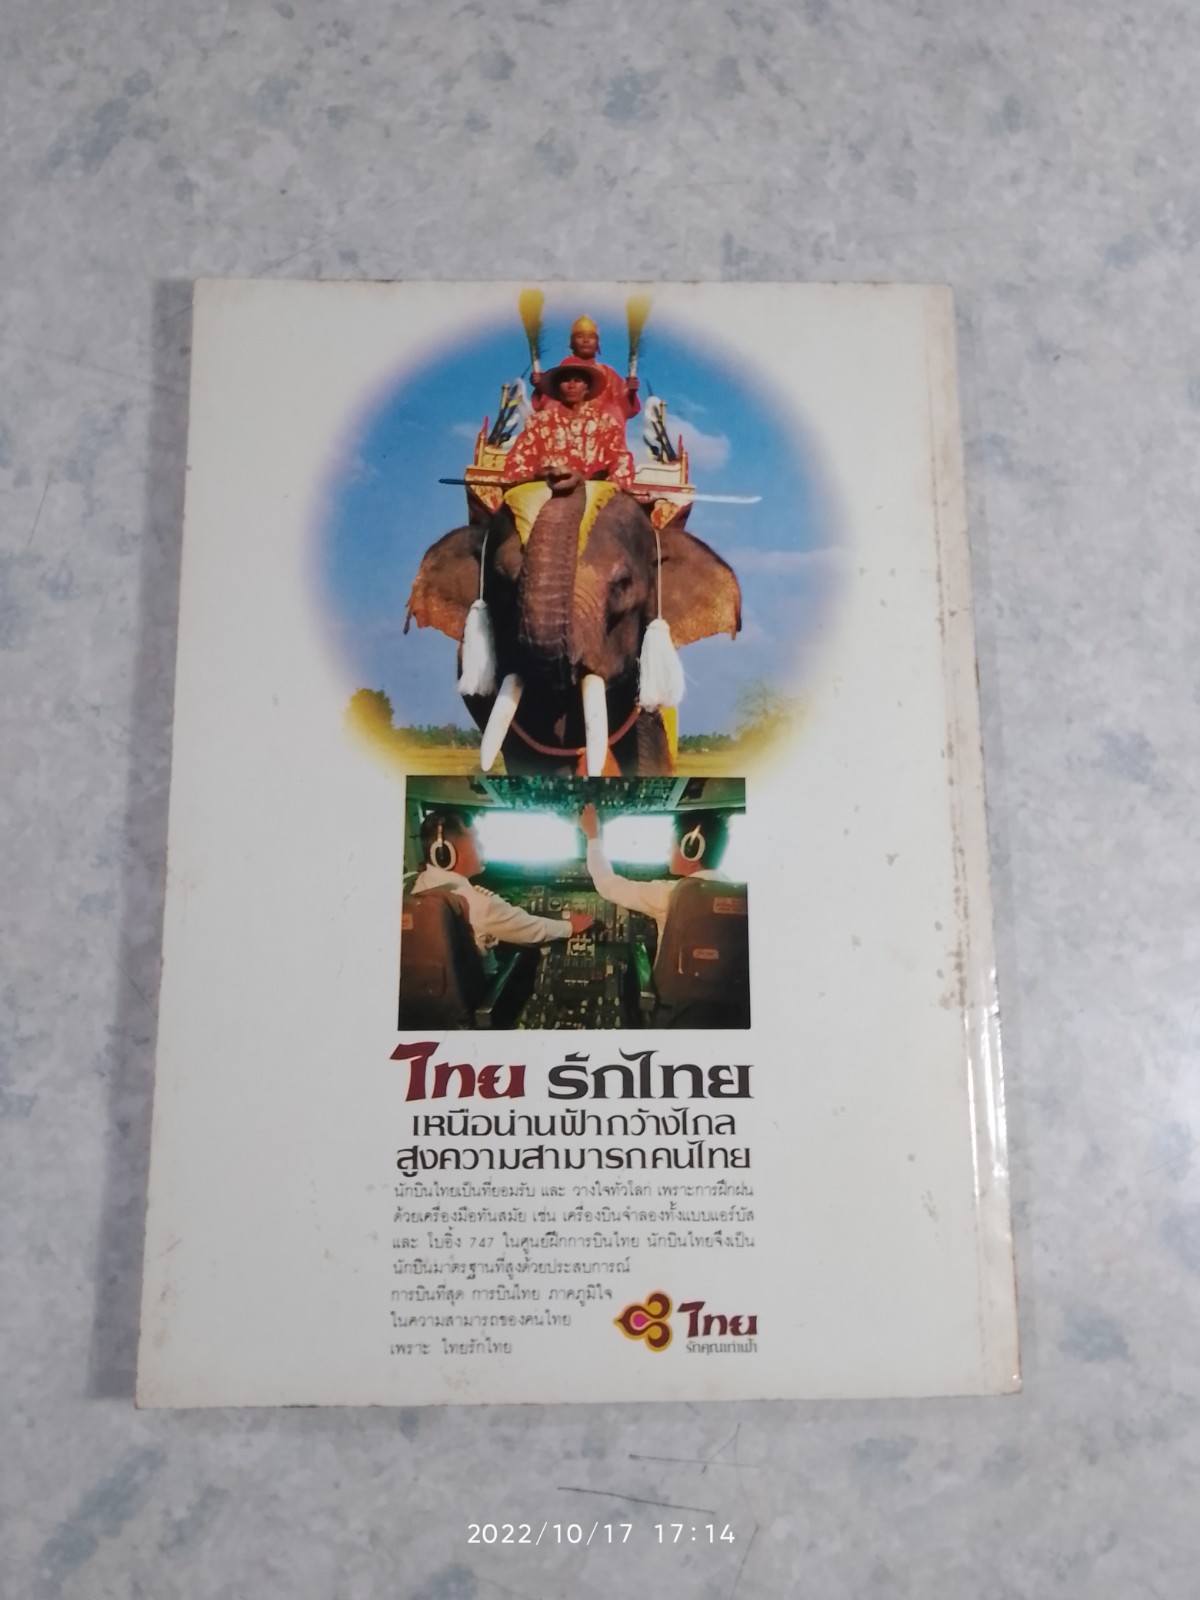 ไทย รักไทย
เหนือน่านฟ้ากว้างไกล
สูงความสามารถคนไทย
นักบินไทยเป็นที่ยอมรับ และ วางใจทั่วโลก เพราะการฝึกฝน
ด้วยเครื่องมือทันสมัย เช่น เครื่องบินจำลองทั้งแบบแอร์บัส
และ โบอิ้ง 747 ในศูนย์ฝึกการบินไทย นักบินไทยจึงเป็น
นักบินมาตรฐานที่สูงด้วยประสบการณ์
การบินที่สุด การบินไทย ภาคภูมิใจ
ในความสามารถของคนไทย
เพราะ ไทยรักไทย
ไทย
รักคุณเท่าฟ้า
2022/10/17 17:14